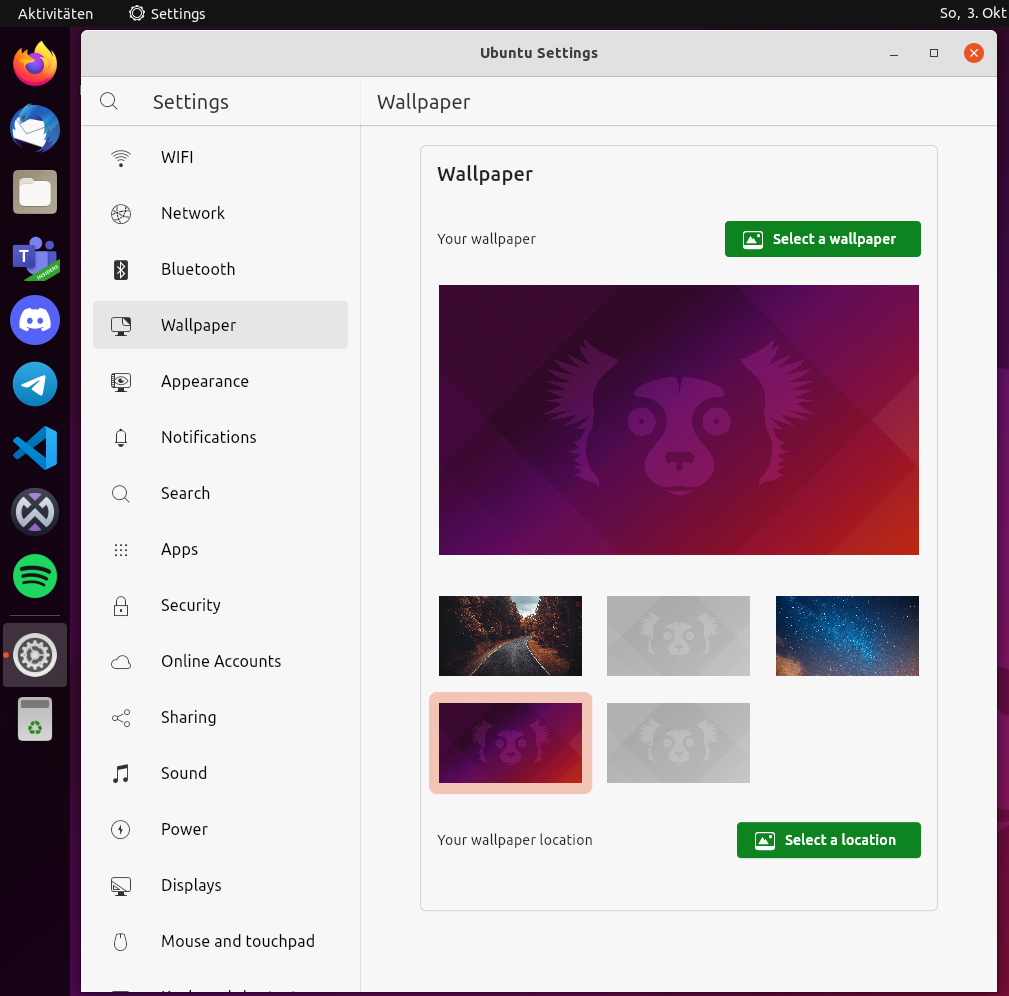 Aktivitäten
Settings
So, 3. Okt
Ubuntu Settings
Settings
Wallpaper
WIFI
Network
Bluetooth
Wallpaper
Appearance
Notifications
Search
Apps
Security
Online Accounts
Sharing
Sound
Power
Displays
Mouse and touchpad
Wallpaper
Your wallpaper
Select a wallpaper
Your wallpaper location
Select a location
T
INSIDERS